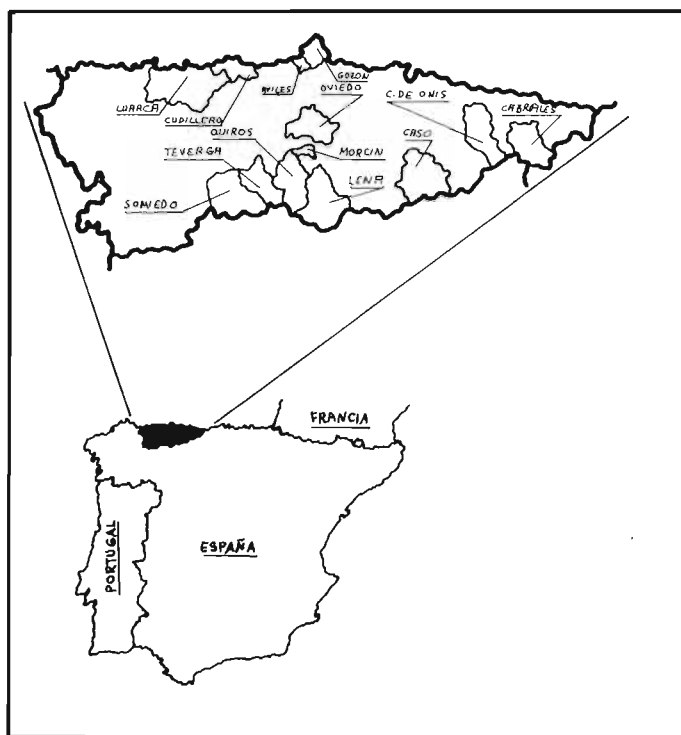 GOZON
AVILES
OVIEDO
C. DE ONIS
CABRALES
LUARCA
CUDILLERO
QUIROS
CASO
TEVERGA
MORCIN
LENA
SOMIEDO
FRANCIA
PORTUGAL
ESPAÑA